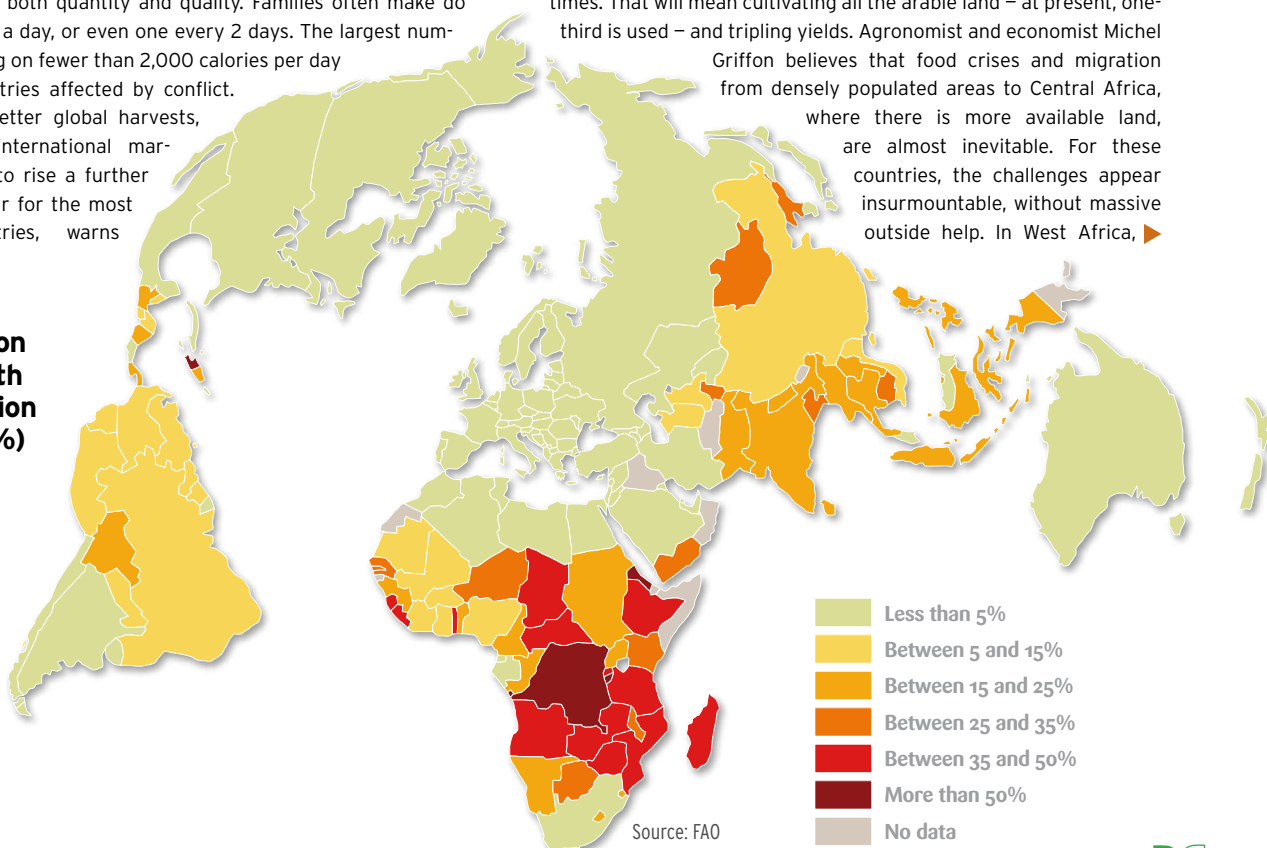 both quantity and quality. Families often make do
a day, or even one every 2 days. The largest num-
g on fewer than 2,000 calories per day
tries affected by conflict.
etter global harvests,
nternational mar-
to rise a further
r for the most
tries, warns
times. That will mean cultivating all the arable land – at present, one-
third is used – and tripling yields. Agronomist and economist Michel
Griffon believes that food crises and migration
from densely populated areas to Central Africa,
where there is more available land,
are almost inevitable. For these
countries, the challenges appear
insurmountable, without massive
outside help. In West Africa,
on
th
ion
%)
Less than 5%
Between 5 and 15%
Between 15 and 25%
Between 25 and 35%
Between 35 and 50%
More than 50%
No data
Source: FAO